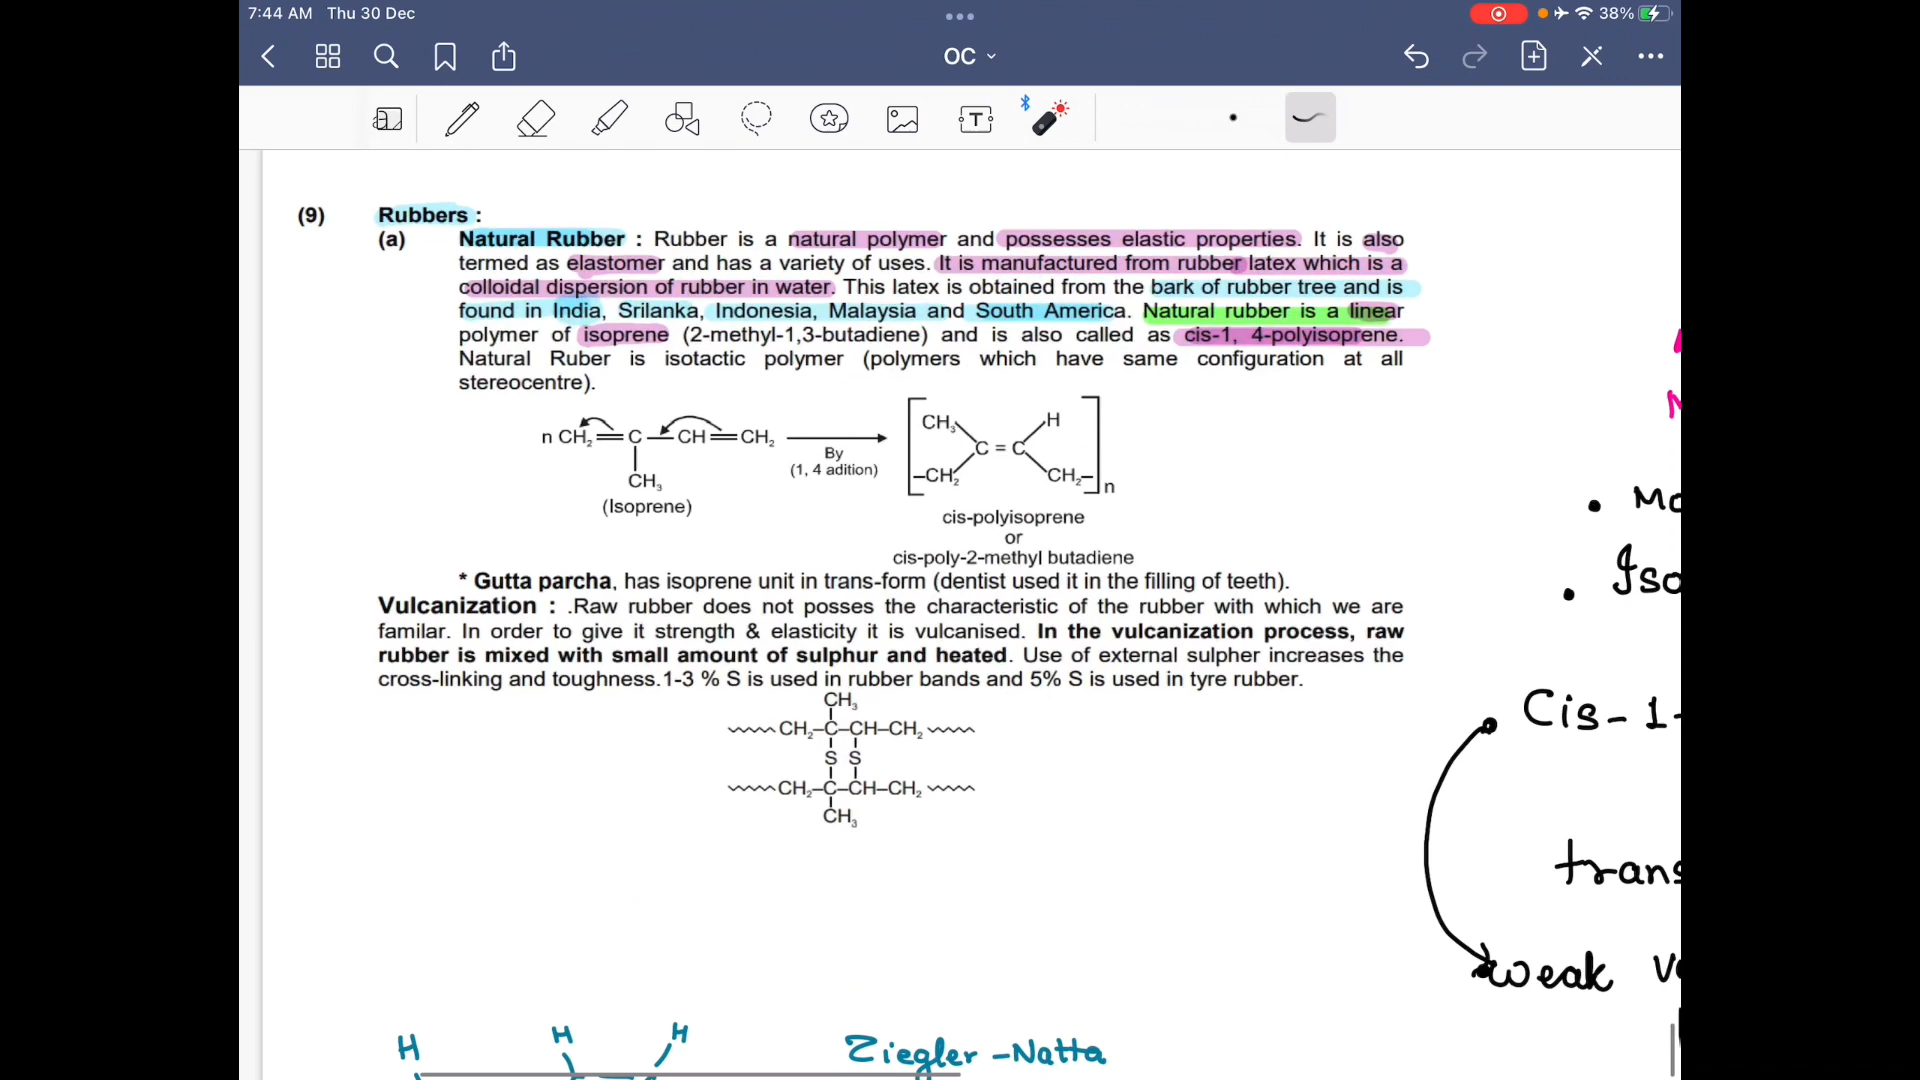 7:44 AM Thu 30 Dec
38%
OC
T
(9) Rubbers :
(a) Natural Rubber : Rubber is a natural polymer and possesses elastic properties. It is also
termed as elastomer and has a variety of uses. It is manufactured from rubber latex which is a
colloidal dispersion of rubber in water. This latex is obtained from the bark of rubber tree and is
found in India, Srilanka, Indonesia, Malaysia and South America. Natural rubber is a linear
polymer of isoprene (2-methyl-1,3-butadiene) and is also called as cis-1, 4-polyisoprene.
Natural Ruber is isotactic polymer (polymers which have same configuration at all
stereocentre).
CH₃ H
n CH₂=C—CH=CH₂ C = C
By
(1, 4 adition)
CH₃ –CH₂ CH₂– n
(Isoprene)
cis-polyisoprene
or
cis-poly-2-methyl butadiene
* Gutta parcha, has isoprene unit in trans-form (dentist used it in the filling of teeth).
Vulcanization : .Raw rubber does not posses the characteristic of the rubber with which we are
familar. In order to give it strength & elasticity it is vulcanised. In the vulcanization process, raw
rubber is mixed with small amount of sulphur and heated. Use of external sulpher increases the
cross-linking and toughness.1-3 % S is used in rubber bands and 5% S is used in tyre rubber.
CH₃
CH₂–C–CH–CH₂
S S
CH₂–C–CH–CH₂
CH₃
Cis-1-
trans
weak
H H H
Ziegler-Natta